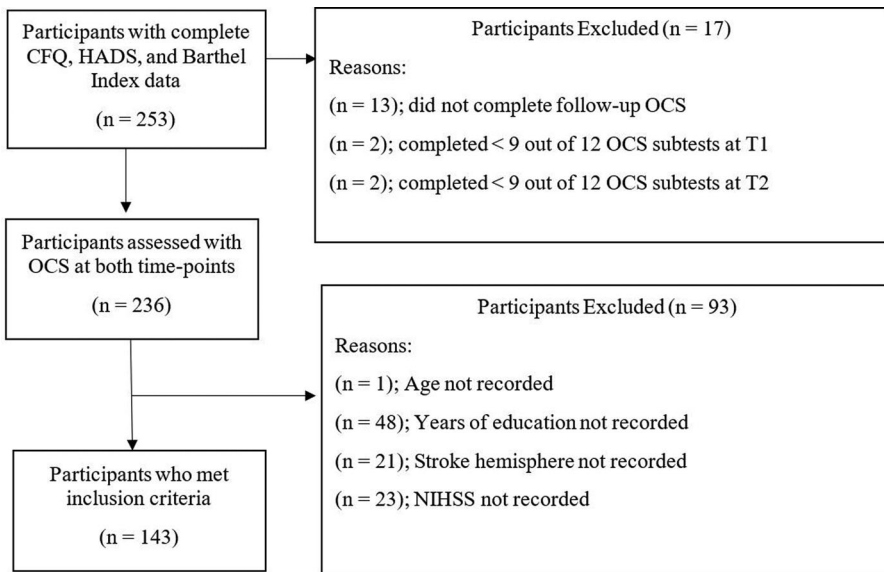 Participants with complete
CFQ, HADS, and Barthel
Index data
(n = 253)
Participants Excluded (n = 17)
Reasons:
(n = 13); did not complete follow-up OCS
(n = 2); completed < 9 out of 12 OCS subtests at T1
(n = 2); completed < 9 out of 12 OCS subtests at T2
Participants assessed with
OCS at both time-points
(n = 236)
Participants Excluded (n = 93)
Reasons:
(n = 1); Age not recorded
(n = 48); Years of education not recorded
(n = 21); Stroke hemisphere not recorded
(n = 23); NIHSS not recorded
Participants who met
inclusion criteria
(n = 143)